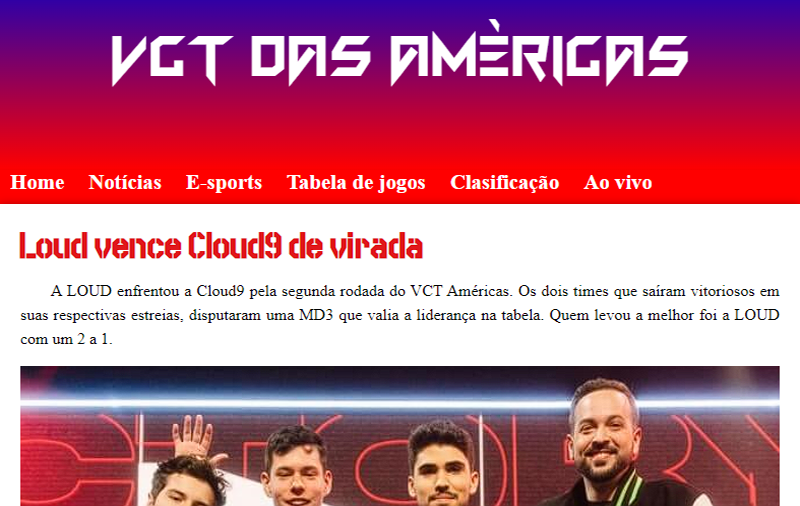 VCT DAS AMÈRICAS
Home Notícias E-sports Tabela de jogos Clasificação Ao vivo
Loud vence Cloud9 de virada
A LOUD enfrentou a Cloud9 pela segunda rodada do VCT Américas. Os dois times que saíram vitoriosos em
suas respectivas estreias, disputaram uma MD3 que valia a liderança na tabela. Quem levou a melhor foi a LOUD
com um 2 a 1.